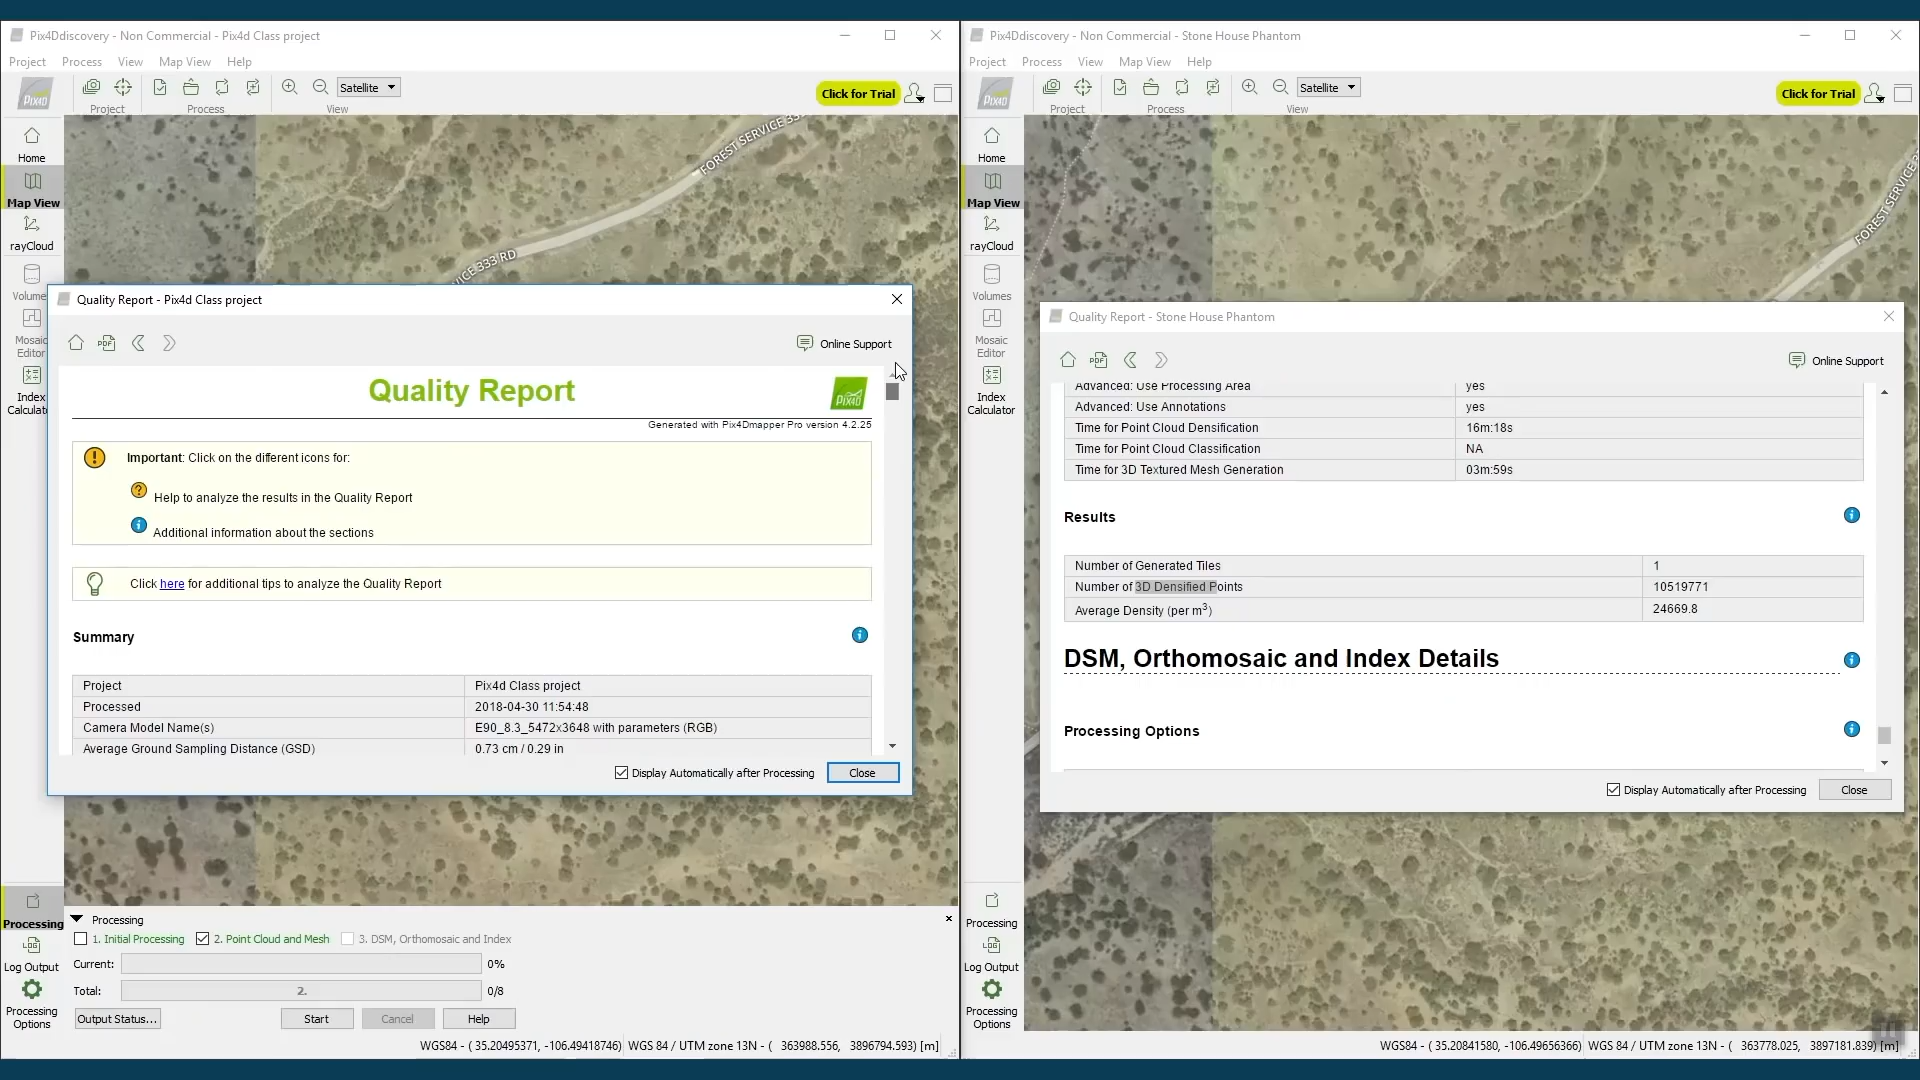 Pix4Ddiscovery - Non Commercial - Pix4d Class project
Project Process View Map View Help
PIX4D
Project
Process
Satellite
View
Click for Trial
Home
Map View
rayCloud
Volume
Mosaic
Editor
Index
Calculat
FOREST SERVICE 33
VICE 333 RD
Quality Report - Pix4d Class project
PDF
Online Support
Quality Report
PIX4D
Generated with Pix4Dmapper Pro version 4.2.25
Important: Click on the different icons for:
Help to analyze the results in the Quality Report
Additional information about the sections
Click here for additional tips to analyze the Quality Report
Summary
Project Pix4d Class project
Processed 2018-04-30 11:54:48
Camera Model Name(s) E90_8.3_5472x3648 with parameters (RGB)
Average Ground Sampling Distance (GSD) 0.73 cm / 0.29 in
Display Automatically after Processing Close
Processing
LOG
Log Output
Processing
Options
Processing
1. Initial Processing 2. Point Cloud and Mesh 3. DSM, Orthomosaic and Index
Current: 0%
Total: 2. 0/8
Output Status... Start Cancel Help
WGS84 - ( 35.20495371, -106.49418746) WGS 84 / UTM zone 13N - ( 363988.556, 3896794.593) [m]
Pix4Ddiscovery - Non Commercial - Stone House Phantom
Project Process View Map View Help
PIX4D
Project
Process
Satellite
View
Click for Trial
Home
Map View
rayCloud
Volumes
Mosaic
Editor
Index
Calculator
FOREST SERVICE 3
Quality Report - Stone House Phantom
PDF
Online Support
Advanced: Use Processing Area yes
Advanced: Use Annotations yes
Time for Point Cloud Densification 16m:18s
Time for Point Cloud Classification NA
Time for 3D Textured Mesh Generation 03m:59s
Results
Number of Generated Tiles 1
Number of 3D Densified Points 10519771
Average Density (per m3) 24669.8
DSM, Orthomosaic and Index Details
Processing Options
Display Automatically after Processing Close
Processing
LOG
Log Output
Processing
Options
WGS84 - ( 35.20841580, -106.49656366) WGS 84 / UTM zone 13N - ( 363778.025, 3897181.839) [m]